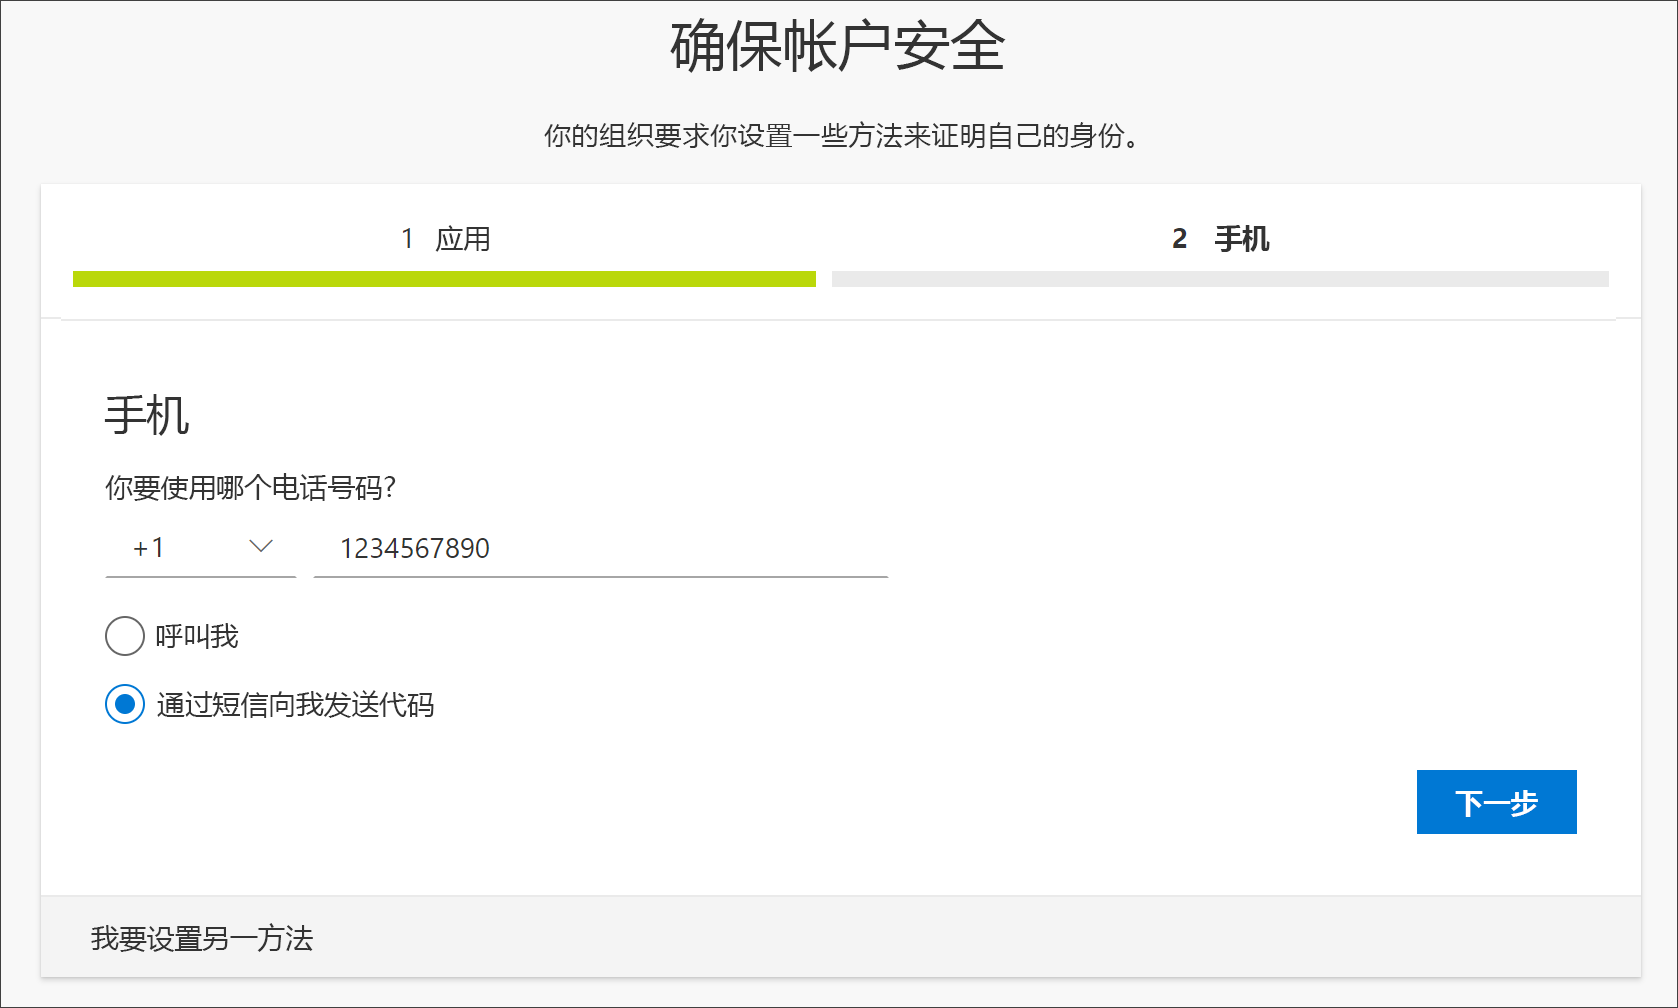 确保帐户安全
你的组织要求你设置一些方法来证明自己的身份。
1 应用
2 手机
手机
你要使用哪个电话号码?
+1 1234567890
呼叫我
通过短信向我发送代码
下一步
我要设置另一方法